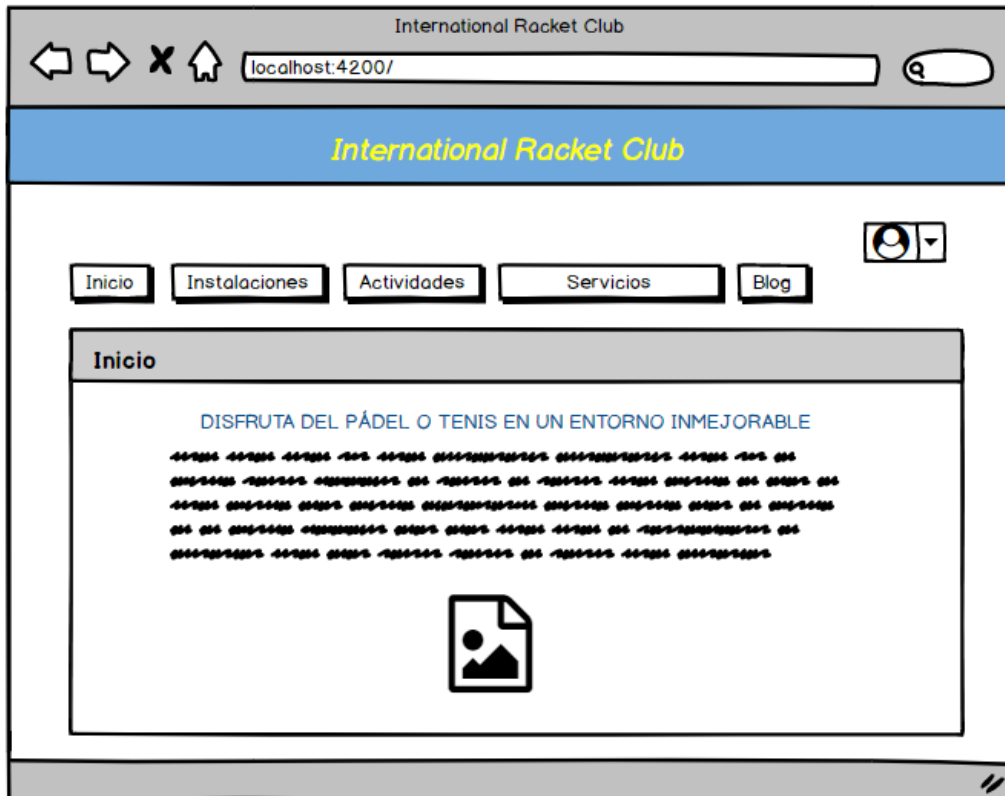 International Racket Club
localhost:4200/
International Racket Club
Inicio
Instalaciones
Actividades
Servicios
Blog
Inicio
DISFRUTA DEL PÁDEL O TENIS EN UN ENTORNO INMEJORABLE